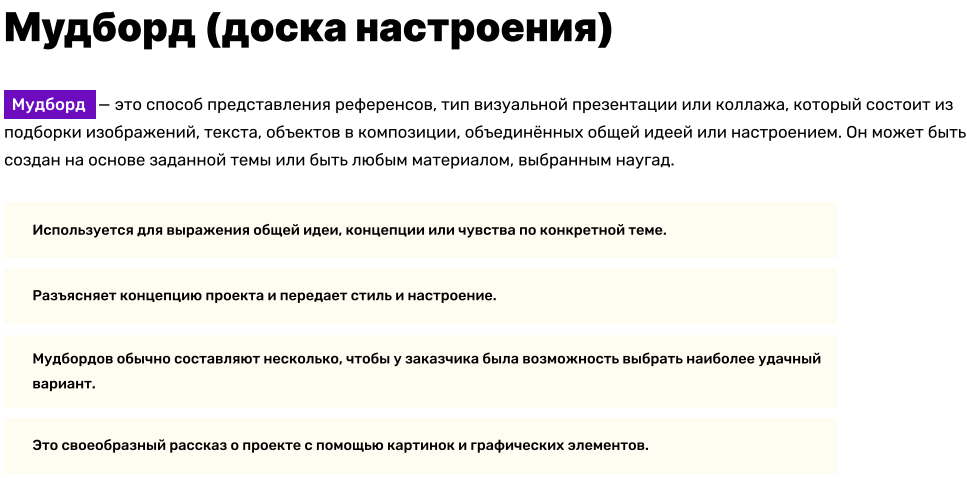 Мудборд (доска настроения)
Мудборд — это способ представления референсов, тип визуальной презентации или коллажа, который состоит из
подборки изображений, текста, объектов в композиции, объединённых общей идеей или настроением. Он может быть
создан на основе заданной темы или быть любым материалом, выбранным наугад.
Используется для выражения общей идеи, концепции или чувства по конкретной теме.
Разъясняет концепцию проекта и передает стиль и настроение.
Мудбордов обычно составляют несколько, чтобы у заказчика была возможность выбрать наиболее удачный
вариант.
Это своеобразный рассказ о проекте с помощью картинок и графических элементов.